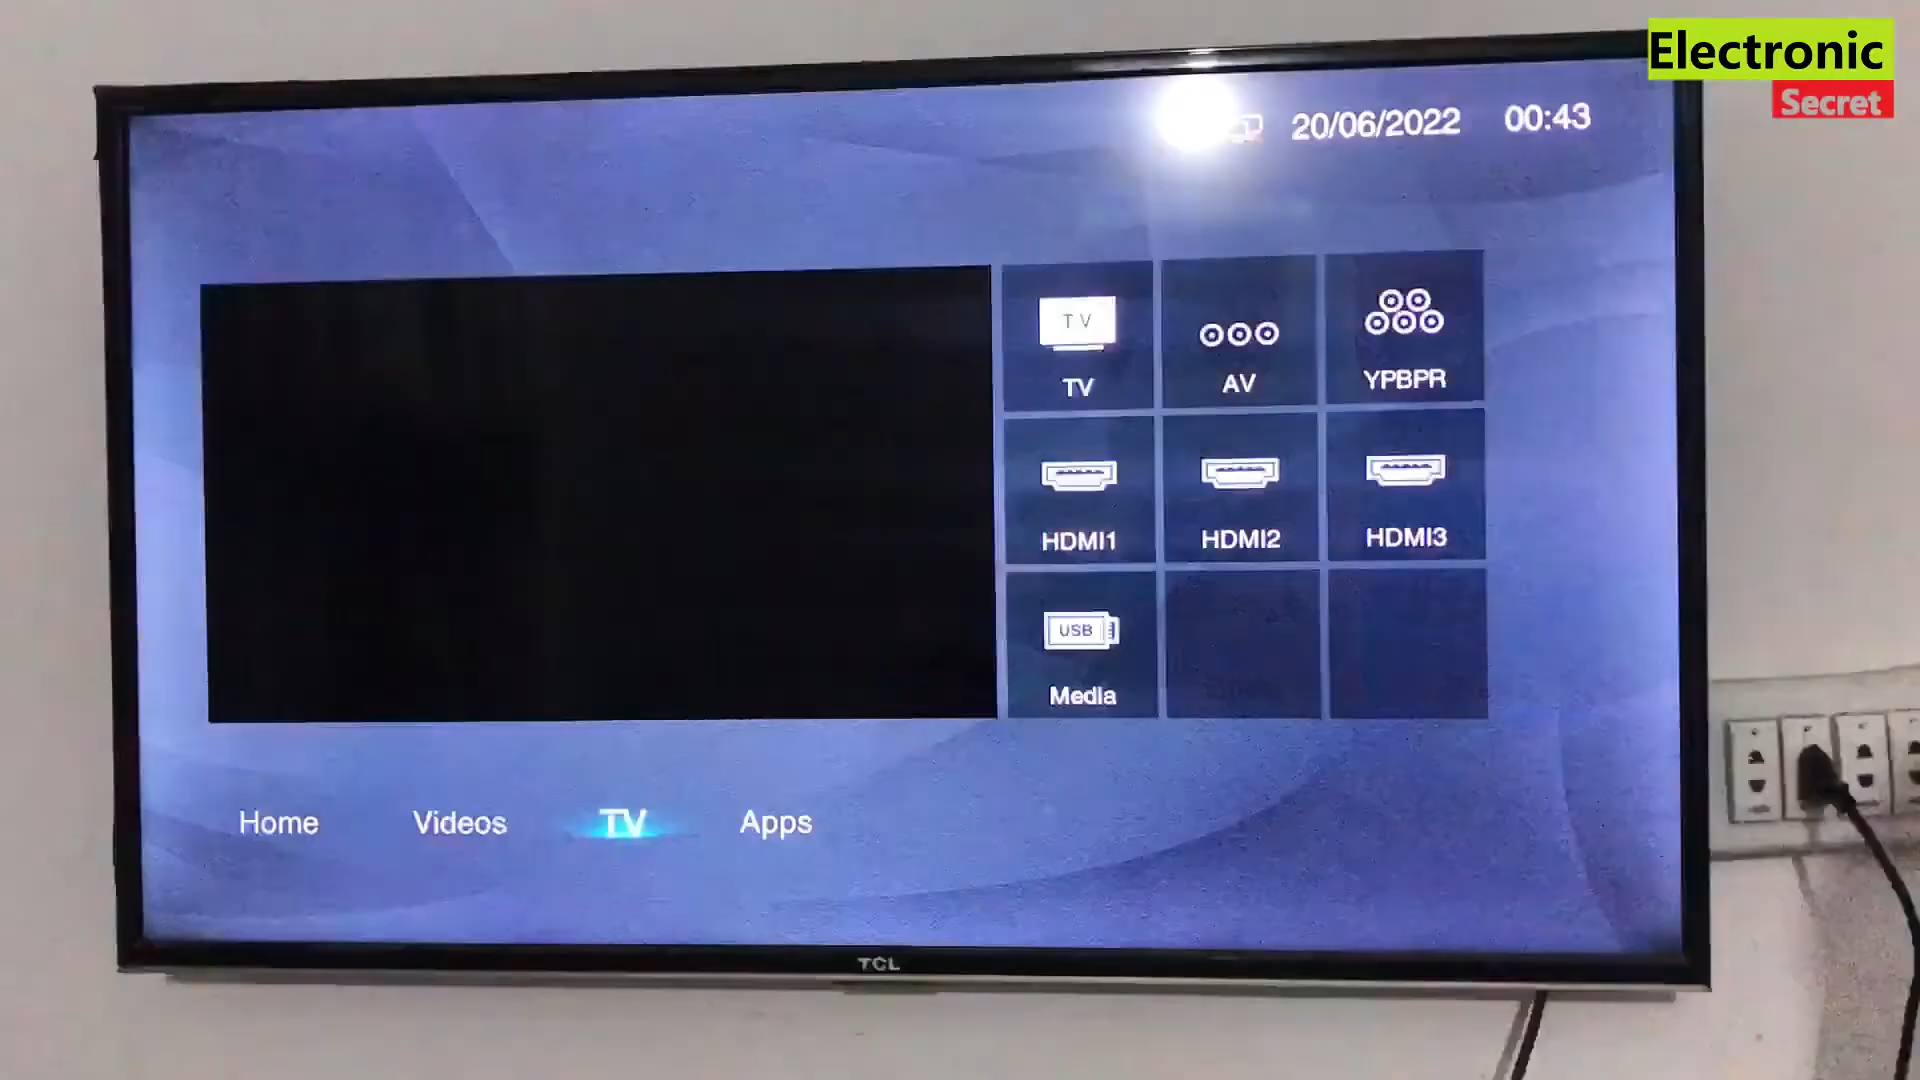 Electronic
Secret
20/06/2022 00:43
TV
TV
AV
YPBPR
HDMI1
HDMI2
HDMI3
USB
Media
Home
Videos
TV
Apps
TCL